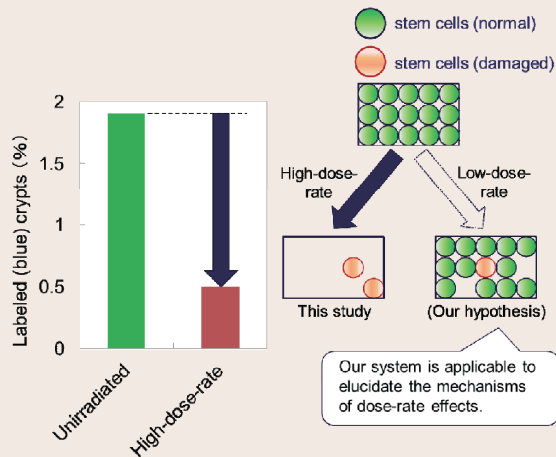 stem cells (normal)
stem cells (damaged)
Labeled (blue) crypts (%)
2
1.5
1
0.5
0
Unirradiated
High-dose-rate
High-dose-
rate
Low-dose-
rate
This study
(Our hypothesis)
Our system is applicable to
elucidate the mechanisms
of dose-rate effects.